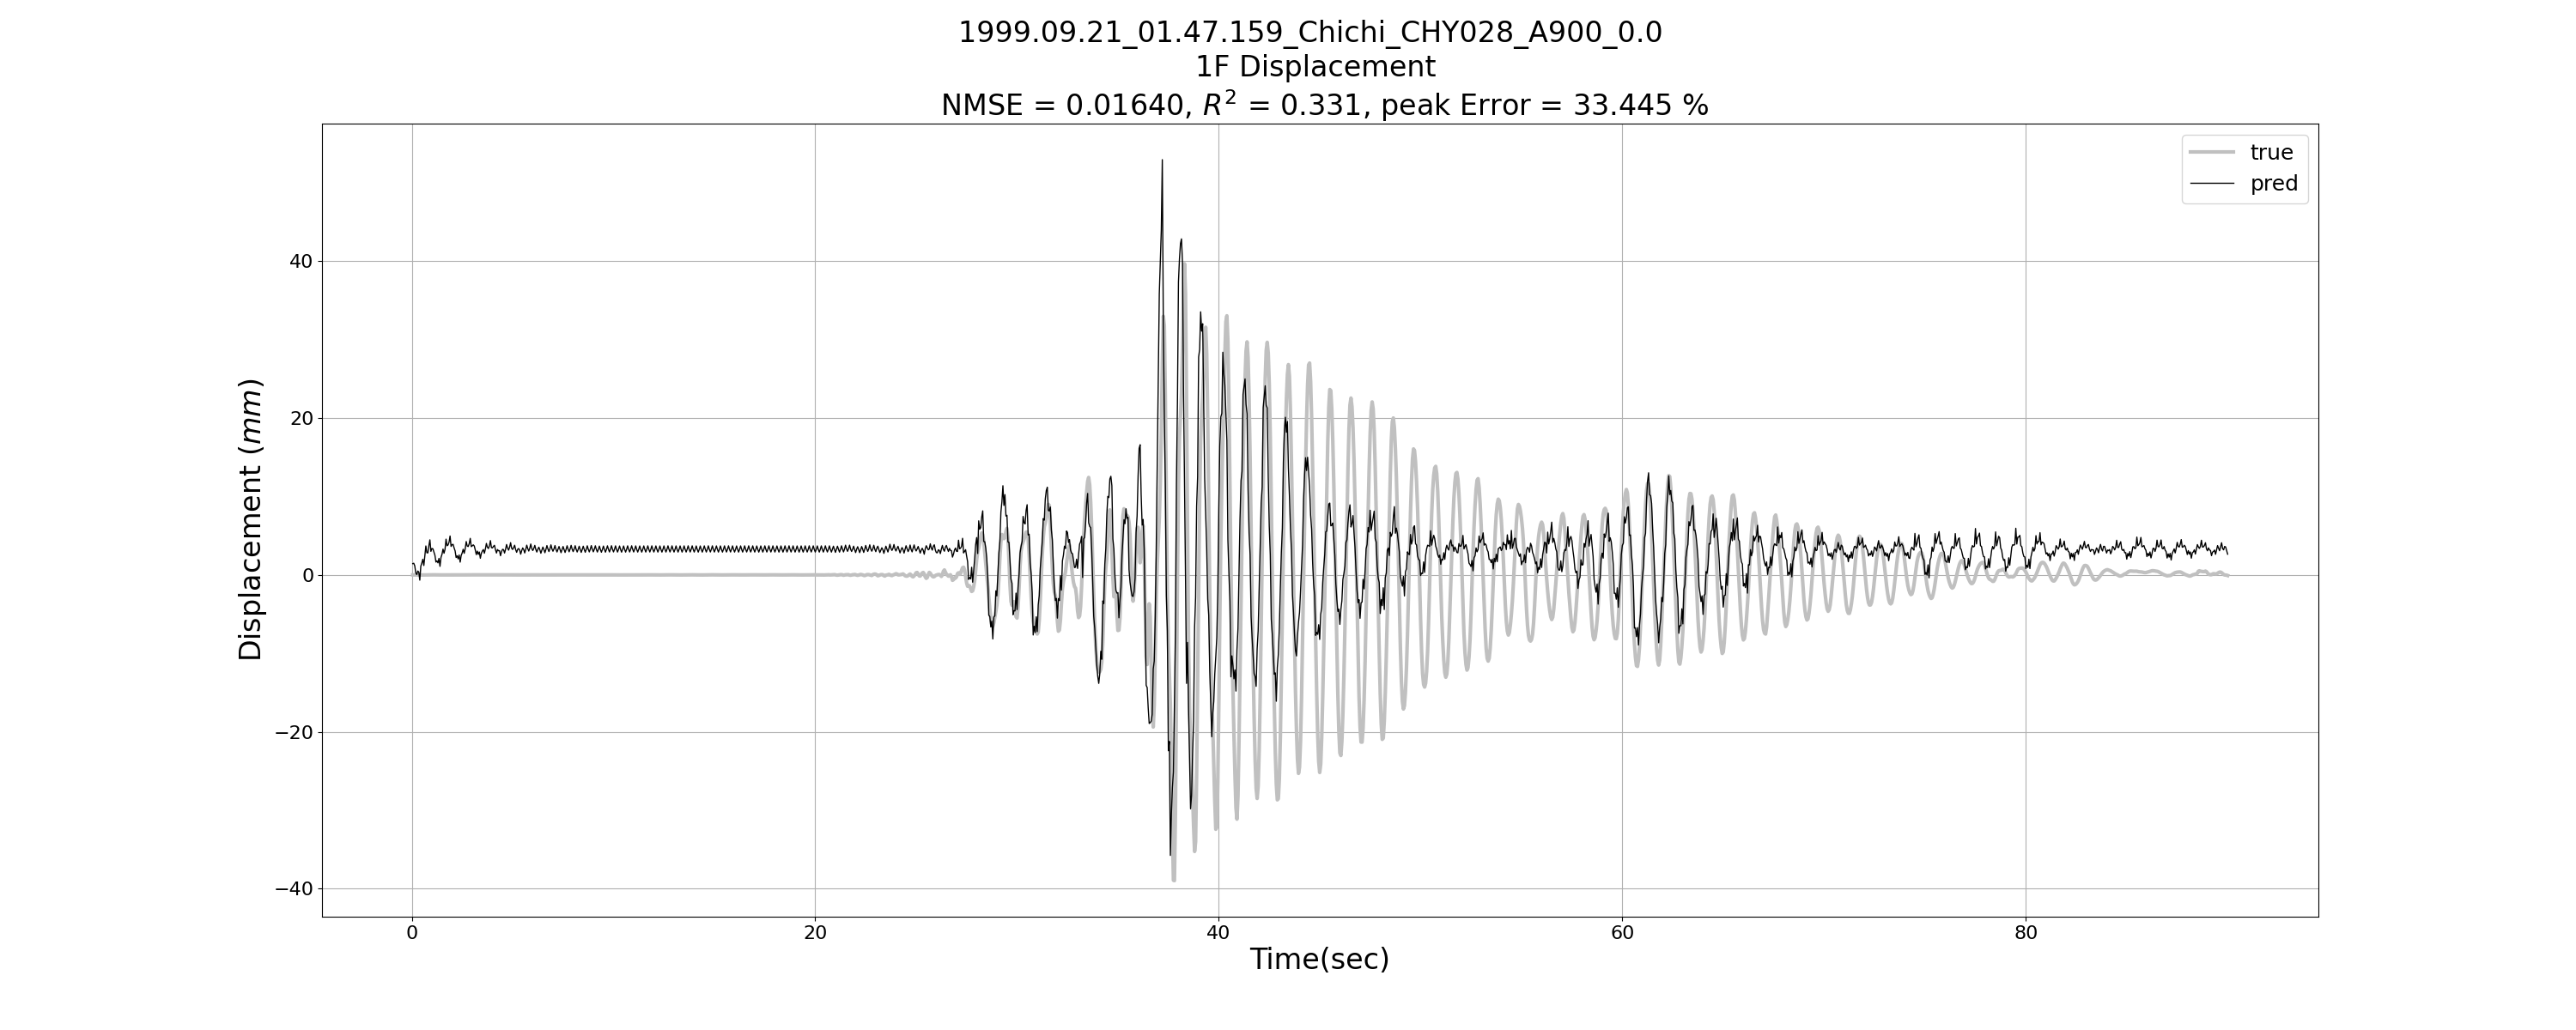 1999.09.21_01.47.159_Chichi_CHY028_A900_0.0
1F Displacement
NMSE = 0.01640, R² = 0.331, peak Error = 33.445 %
true
pred
Displacement (mm)
40
20
0
−20
−40
0 20 40 60 80
Time(sec)